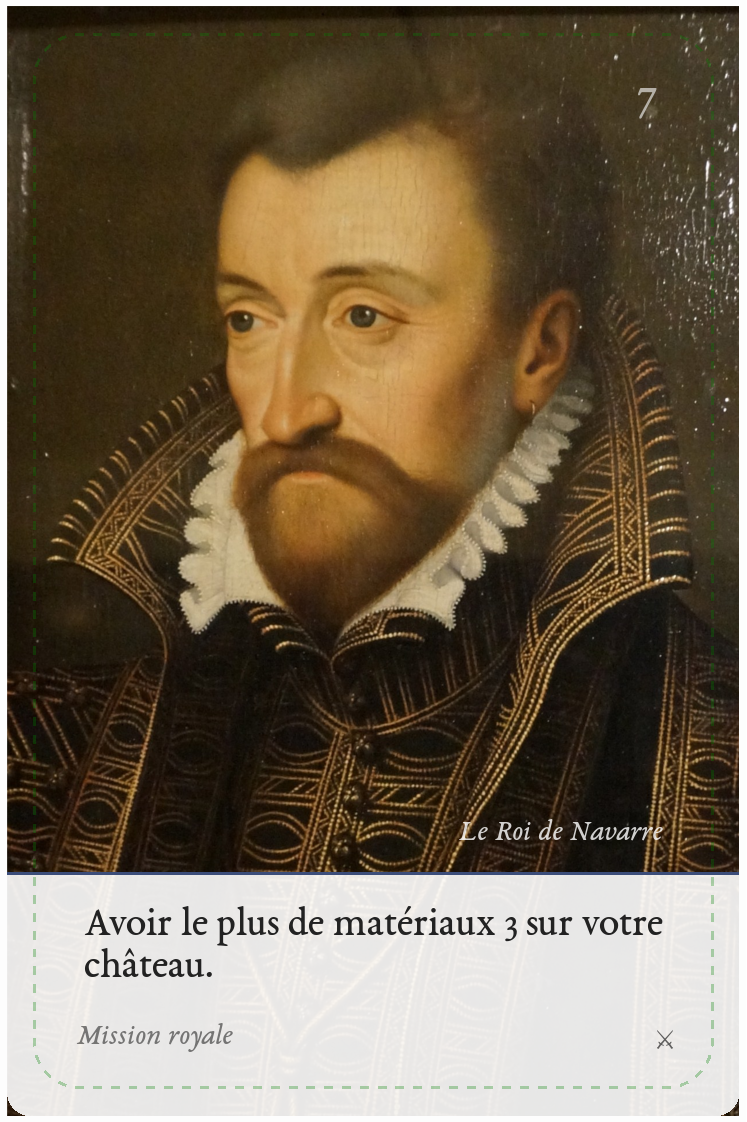 7
Le Roi de Navarre
Avoir le plus de matériaux 3 sur votre
château.
Mission royale